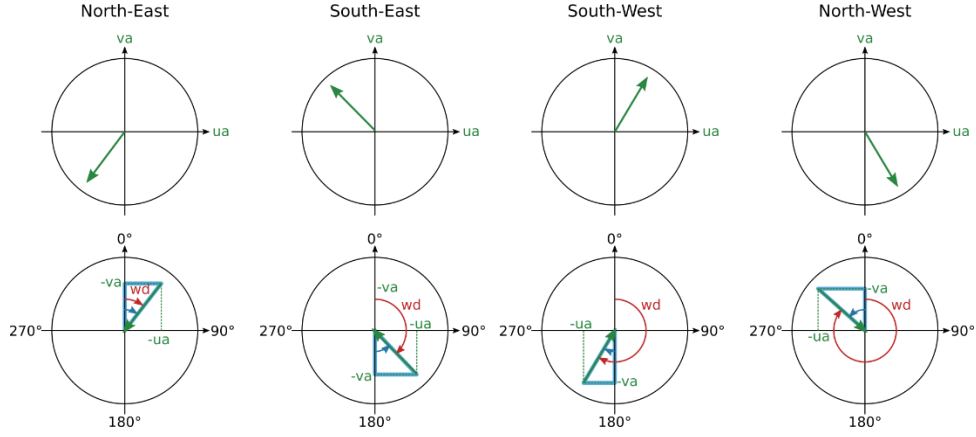 North-East
South-East
South-West
North-West
va
va
va
va
ua
ua
ua
ua
0°
0°
0°
0°
-va
wd
-ua
-va
wd
-ua
-va
wd
-ua
-va
-va
wd
-ua
270°
90°
270°
90°
270°
90°
270°
90°
180°
180°
180°
180°